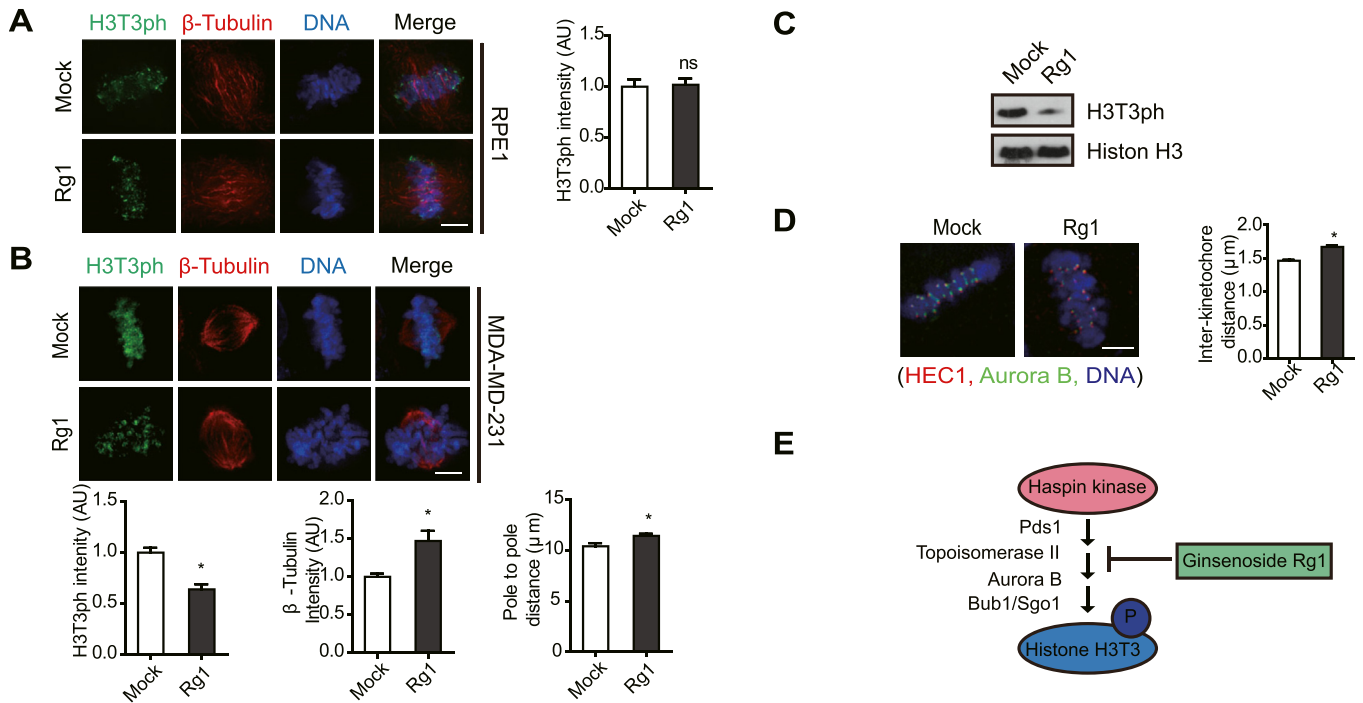 A
H3T3ph β-Tubulin DNA Merge
Mock
Rg1
RPE1
H3T3ph intensity (AU)
2.0
1.5
1.0
0.5
0.0
ns
Mock Rg1
B
H3T3ph β-Tubulin DNA Merge
Mock
Rg1
MDA-MD-231
H3T3ph intenity (AU)
1.5
1.0
0.5
0.0
*
Mock Rg1
β -Tubulin
Intensity (AU)
2.0
1.5
1.0
0.5
0.0
*
Mock Rg1
Pole to pole
distance (μ m)
15
10
5
0
*
Mock Rg1
C
Mock Rg1
H3T3ph
Histon H3
D
Mock Rg1
(HEC1, Aurora B, DNA)
Inter-kinetochore
distance (μ m)
2.0
1.5
1.0
0.5
0.0
*
Mock Rg1
E
Haspin kinase
Pds1
Topoisomerase II
Aurora B
Bub1/Sgo1
Ginsenoside Rg1
P
Histone H3T3